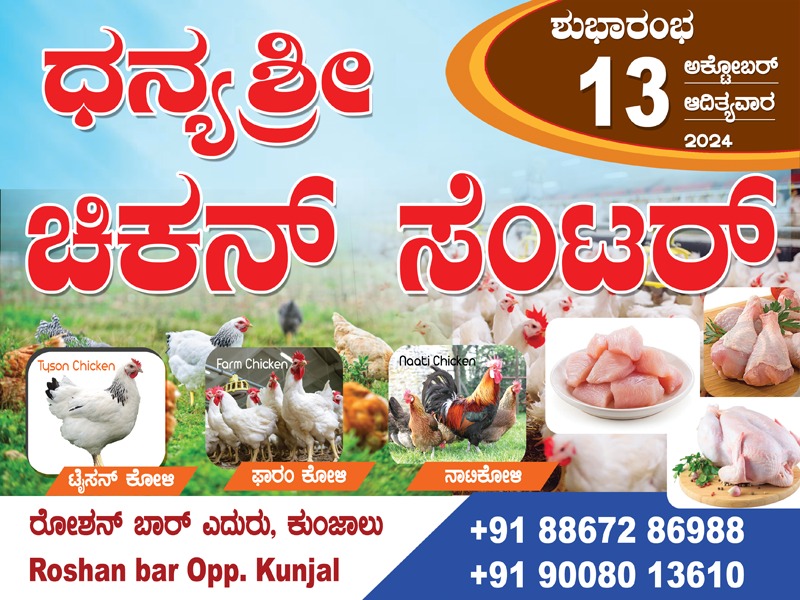 ಧನ್ಯಶ್ರೀ
ಚಿಕನ್ ಸೆಂಟರ್
ಶುಭಾರಂಭ
13
ಅಕ್ಟೋಬರ್
ಆದಿತ್ಯವಾರ
2024
Tyson Chicken
Farm Chicken
Naati Chicken
ಟೈಸನ್ ಕೋಳಿ
ಫಾರಂ ಕೋಳಿ
ನಾಟಿಕೋಳಿ
ರೋಶನ್ ಬಾರ್ ಎದುರು, ಕುಂಜಾಲು
Roshan bar Opp. Kunjal
+91 88672 86988
+91 90080 13610